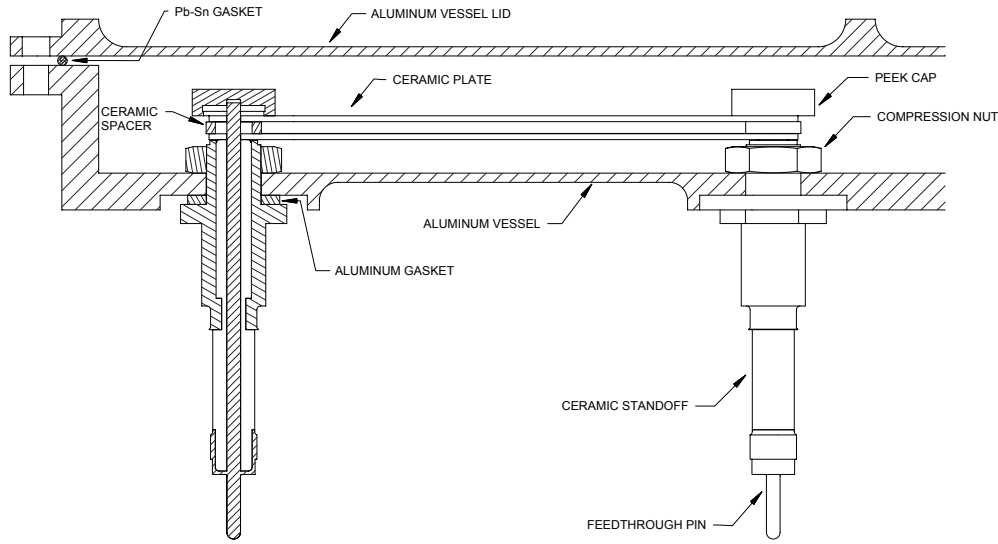 Pb-Sn GASKET
ALUMINUM VESSEL LID
CERAMIC PLATE
PEEK CAP
CERAMIC
SPACER
COMPRESSION NUT
ALUMINUM VESSEL
ALUMINUM GASKET
CERAMIC STANDOFF
FEEDTHROUGH PIN